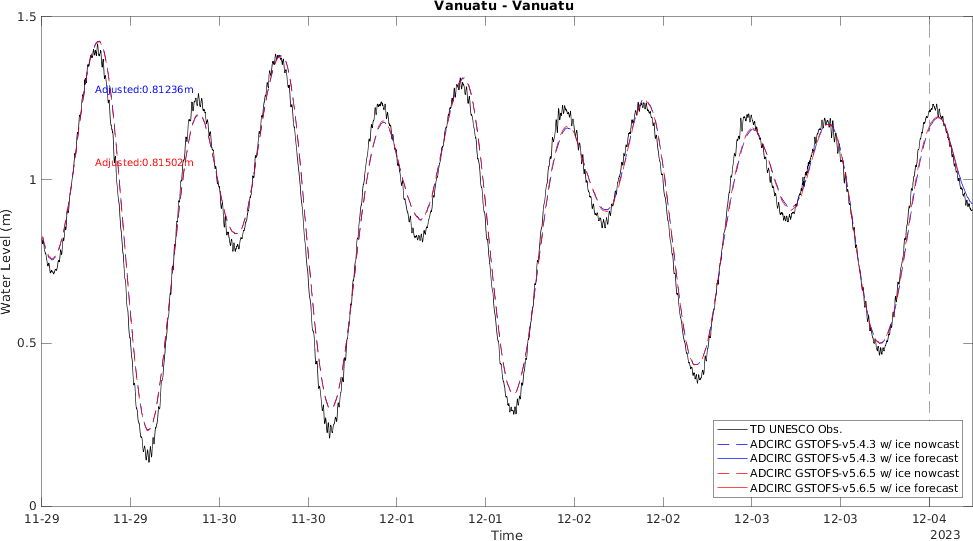 Vanuatu - Vanuatu
1.5
Adjusted:0.81236m
Adjusted:0.81502m
1
0.5
0
Water Level (m)
TD UNESCO Obs.
ADCIRC GSTOFS-v5.4.3 w/ ice nowcast
ADCIRC GSTOFS-v5.4.3 w/ ice forecast
ADCIRC GSTOFS-v5.6.5 w/ ice nowcast
ADCIRC GSTOFS-v5.6.5 w/ ice forecast
11-29 11-29 11-30 11-30 12-01 12-01 12-02 12-02 12-03 12-03 12-04
Time
2023